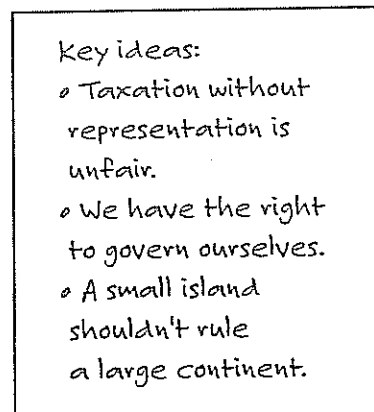 Key ideas:
• Taxation without
representation is
unfair.
• We have the right
to govern ourselves.
• A small island
shouldn't rule
a large continent.